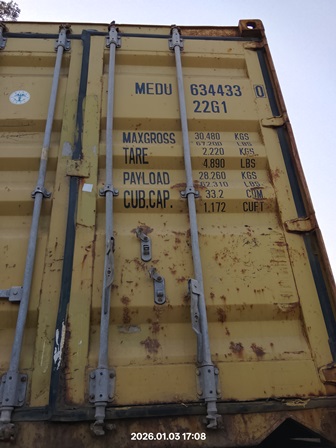 MEDU 634433 0
22G1
MAXGROSS 30.480 KGS
67.200 LBS
TARE 2.220 KGS
4.890 LBS
PAYLOAD 28.260 KGS
62.310 LBS
CUB.CAP. 33.2 CUM
1.172 CUFT
2026.01.03 17:08